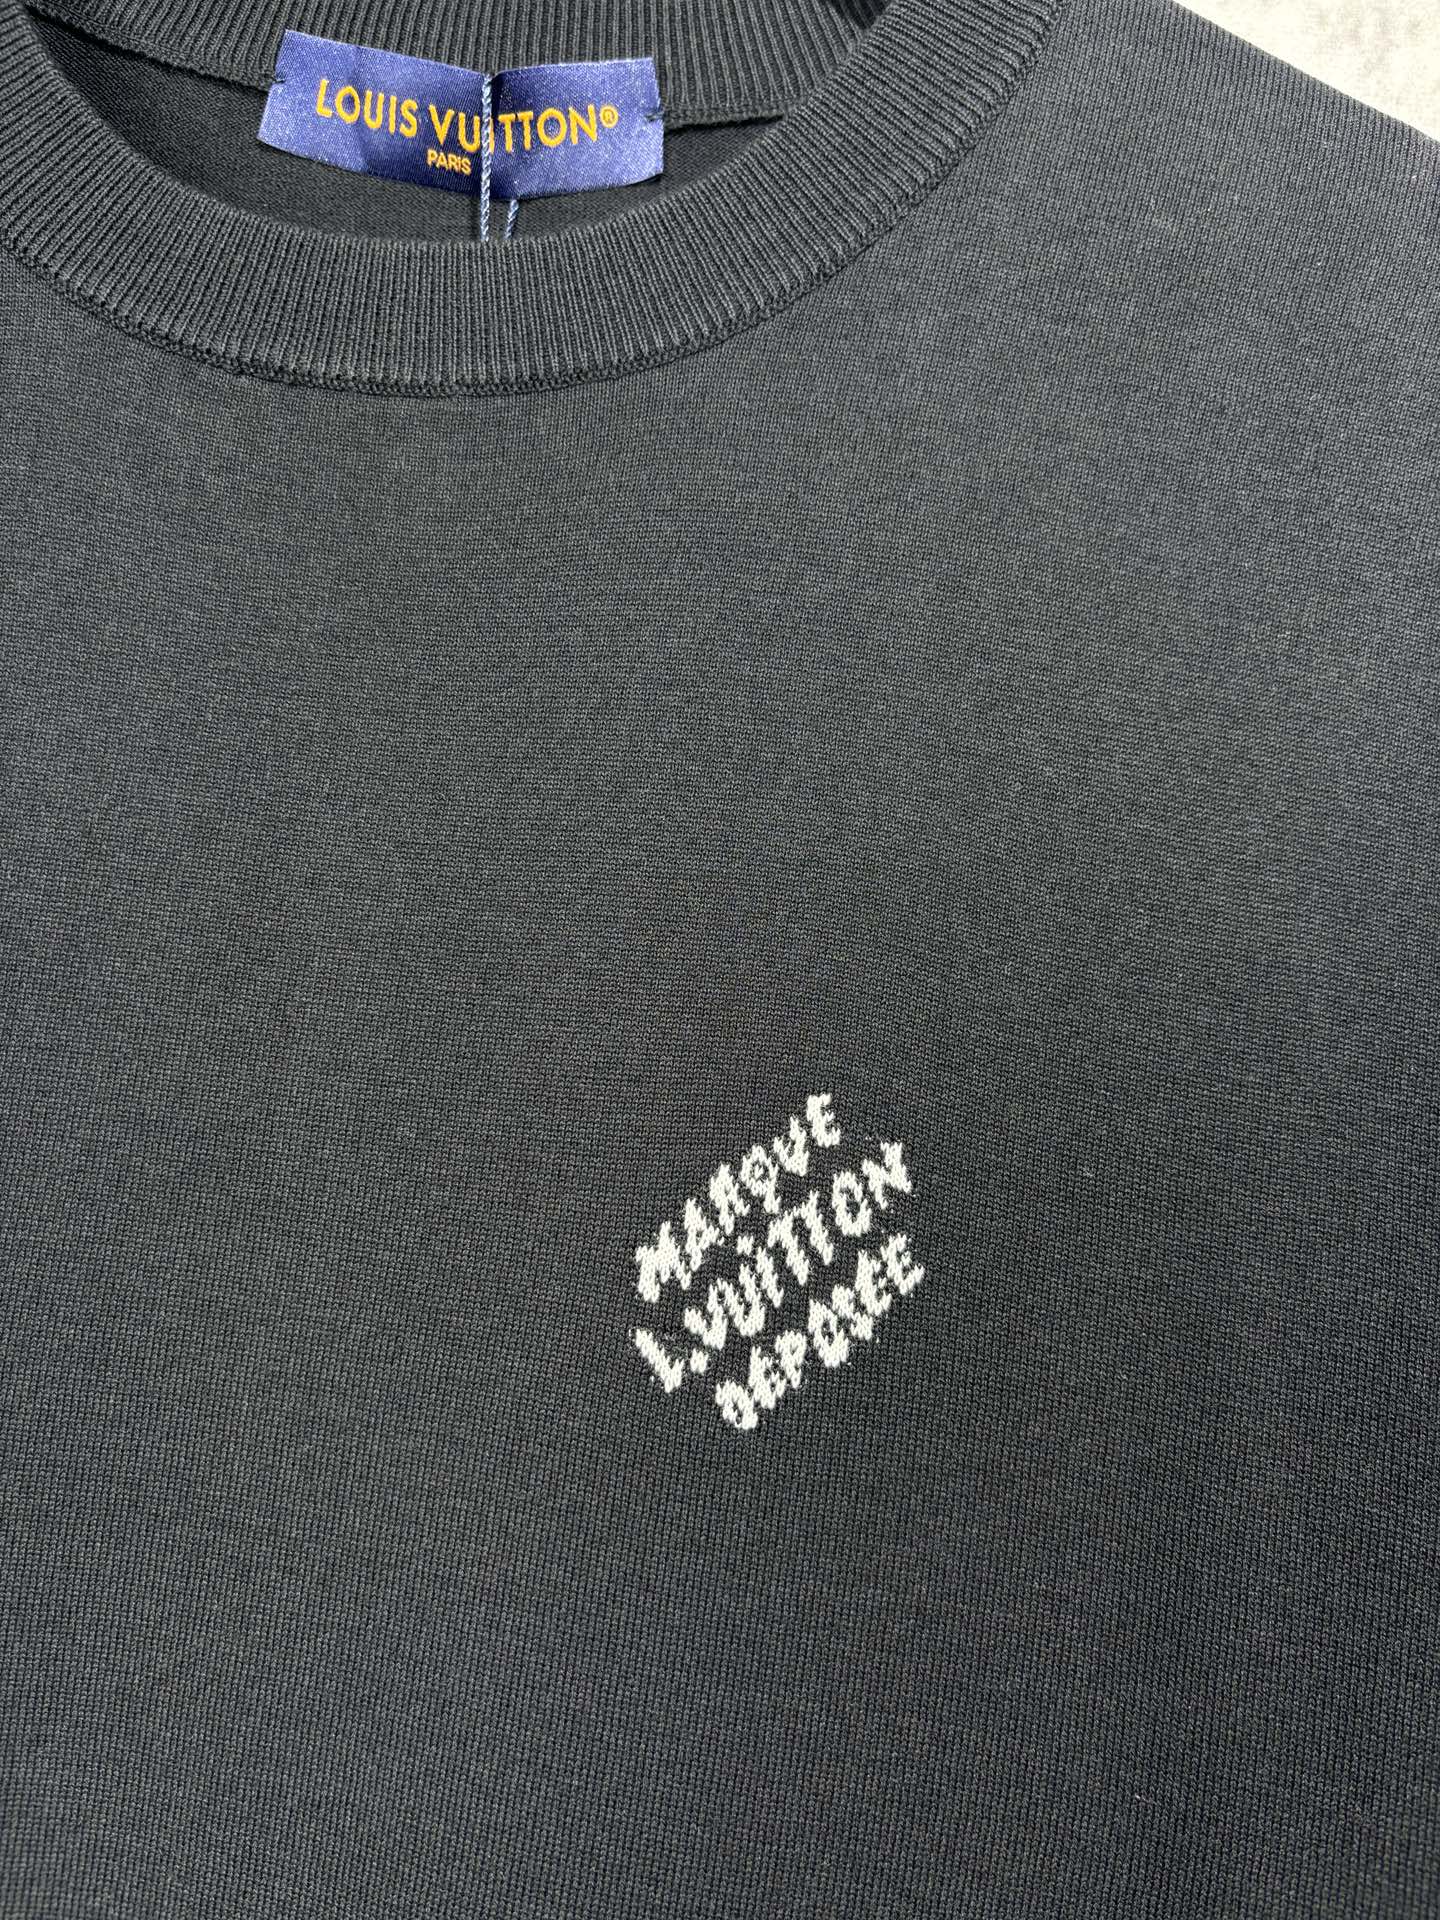 LOUIS VUITTON®
PARIS
MARQUE
L.VUITTON
DÉPOSÉE